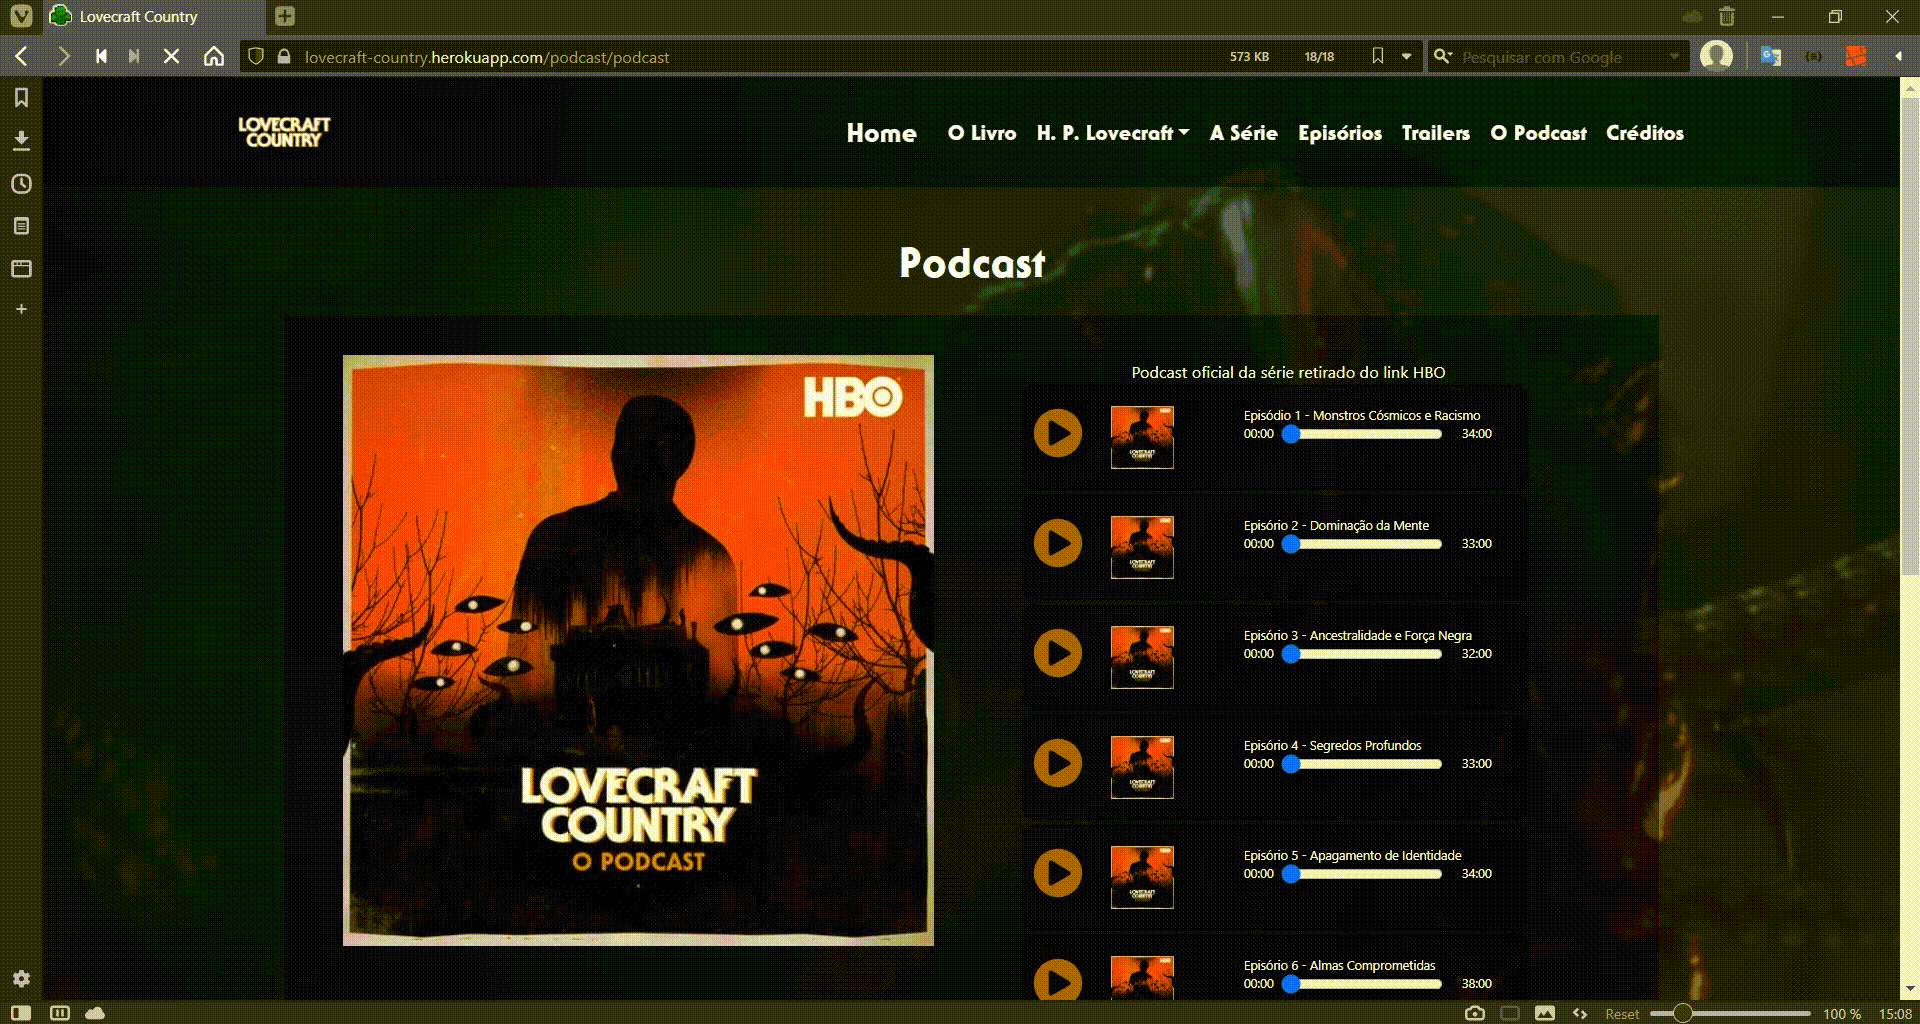 Lovecraft Country
lovecraft-country.herokuapp.com/podcast/podcast
573 KB
18/18
Pesquisar com Google
LOVECRAFT
COUNTRY
Home O Livro H. P. Lovecraft A Série Episórios Trailers O Podcast Créditos
Podcast
HBO
LOVECRAFT
COUNTRY
O PODCAST
Podcast oficial da série retirado do link HBO
Episódio 1 - Monstros Cósmicos e Racismo
00:00 34:00
Episório 2 - Dominação da Mente
00:00 33:00
Episório 3 - Ancestralidade e Força Negra
00:00 32:00
Episório 4 - Segredos Profundos
00:00 33:00
Episório 5 - Apagamento de Identidade
00:00 34:00
Episório 6 - Almas Comprometidas
00:00 38:00
Reset 100 % 15:08